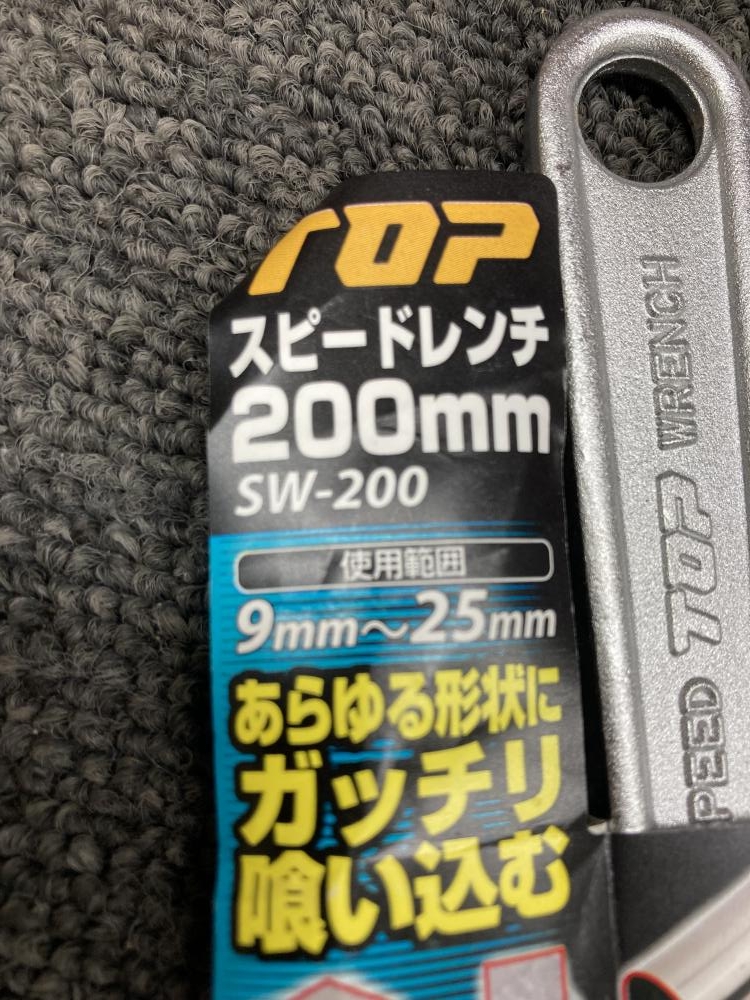 TOP
スピードレンチ
200mm
SW-200
使用範囲
9mm〜25mm
あらゆる形状に
ガッチリ
喰い込む
PEED TOP WRENCH